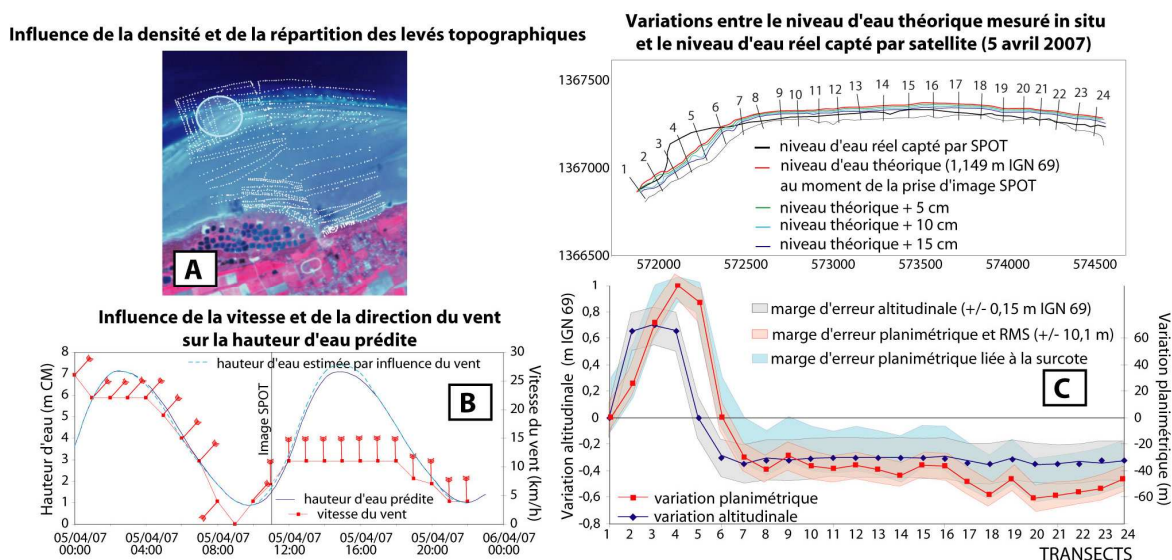 Influence de la densité et de la répartition des levés topographiques
A
Variations entre le niveau d'eau théorique mesuré in situ
et le niveau d'eau réel capté par satellite (5 avril 2007)
1367500
1367000
1366500
1 2 3 4 5 6 7 8 9 10 11 12 13 14 15 16 17 18 19 20 21 22 23 24
niveau d'eau réel capté par SPOT
niveau d'eau théorique (1,149 m IGN 69)
au moment de la prise d'image SPOT
niveau théorique + 5 cm
niveau théorique + 10 cm
niveau théorique + 15 cm
572000 572500 573000 573500 574000 574500
Influence de la vitesse et de la direction du vent
sur la hauteur d'eau prédite
Hauteur d'eau (m CM)
8
7
6
5
4
3
2
1
0
hauteur d'eau estimée par influence du vent
Image SPOT
B
hauteur d'eau prédite
vitesse du vent
30
25
20
15
10
5
0
Vitesse du vent (km/h)
05/04/07 05/04/07 05/04/07 05/04/07 05/04/07 05/04/07 06/04/07
00:00 04:00 08:00 12:00 16:00 20:00 00:00
Variation altitudinale (m IGN 69)
1
0,8
0,6
0,4
0,2
0
-0,2
-0,4
-0,6
-0,8
marge d'erreur altitudinale (+/- 0,15 m IGN 69)
marge d'erreur planimétrique et RMS (+/- 10,1 m)
marge d'erreur planimétrique liée à la surcote
C
variation planimétrique
variation altitudinale
60
40
20
0
-20
-40
-60
Variation planimétrique (m)
1 2 3 4 5 6 7 8 9 10 11 12 13 14 15 16 17 18 19 20 21 22 23 24
TRANSECTS